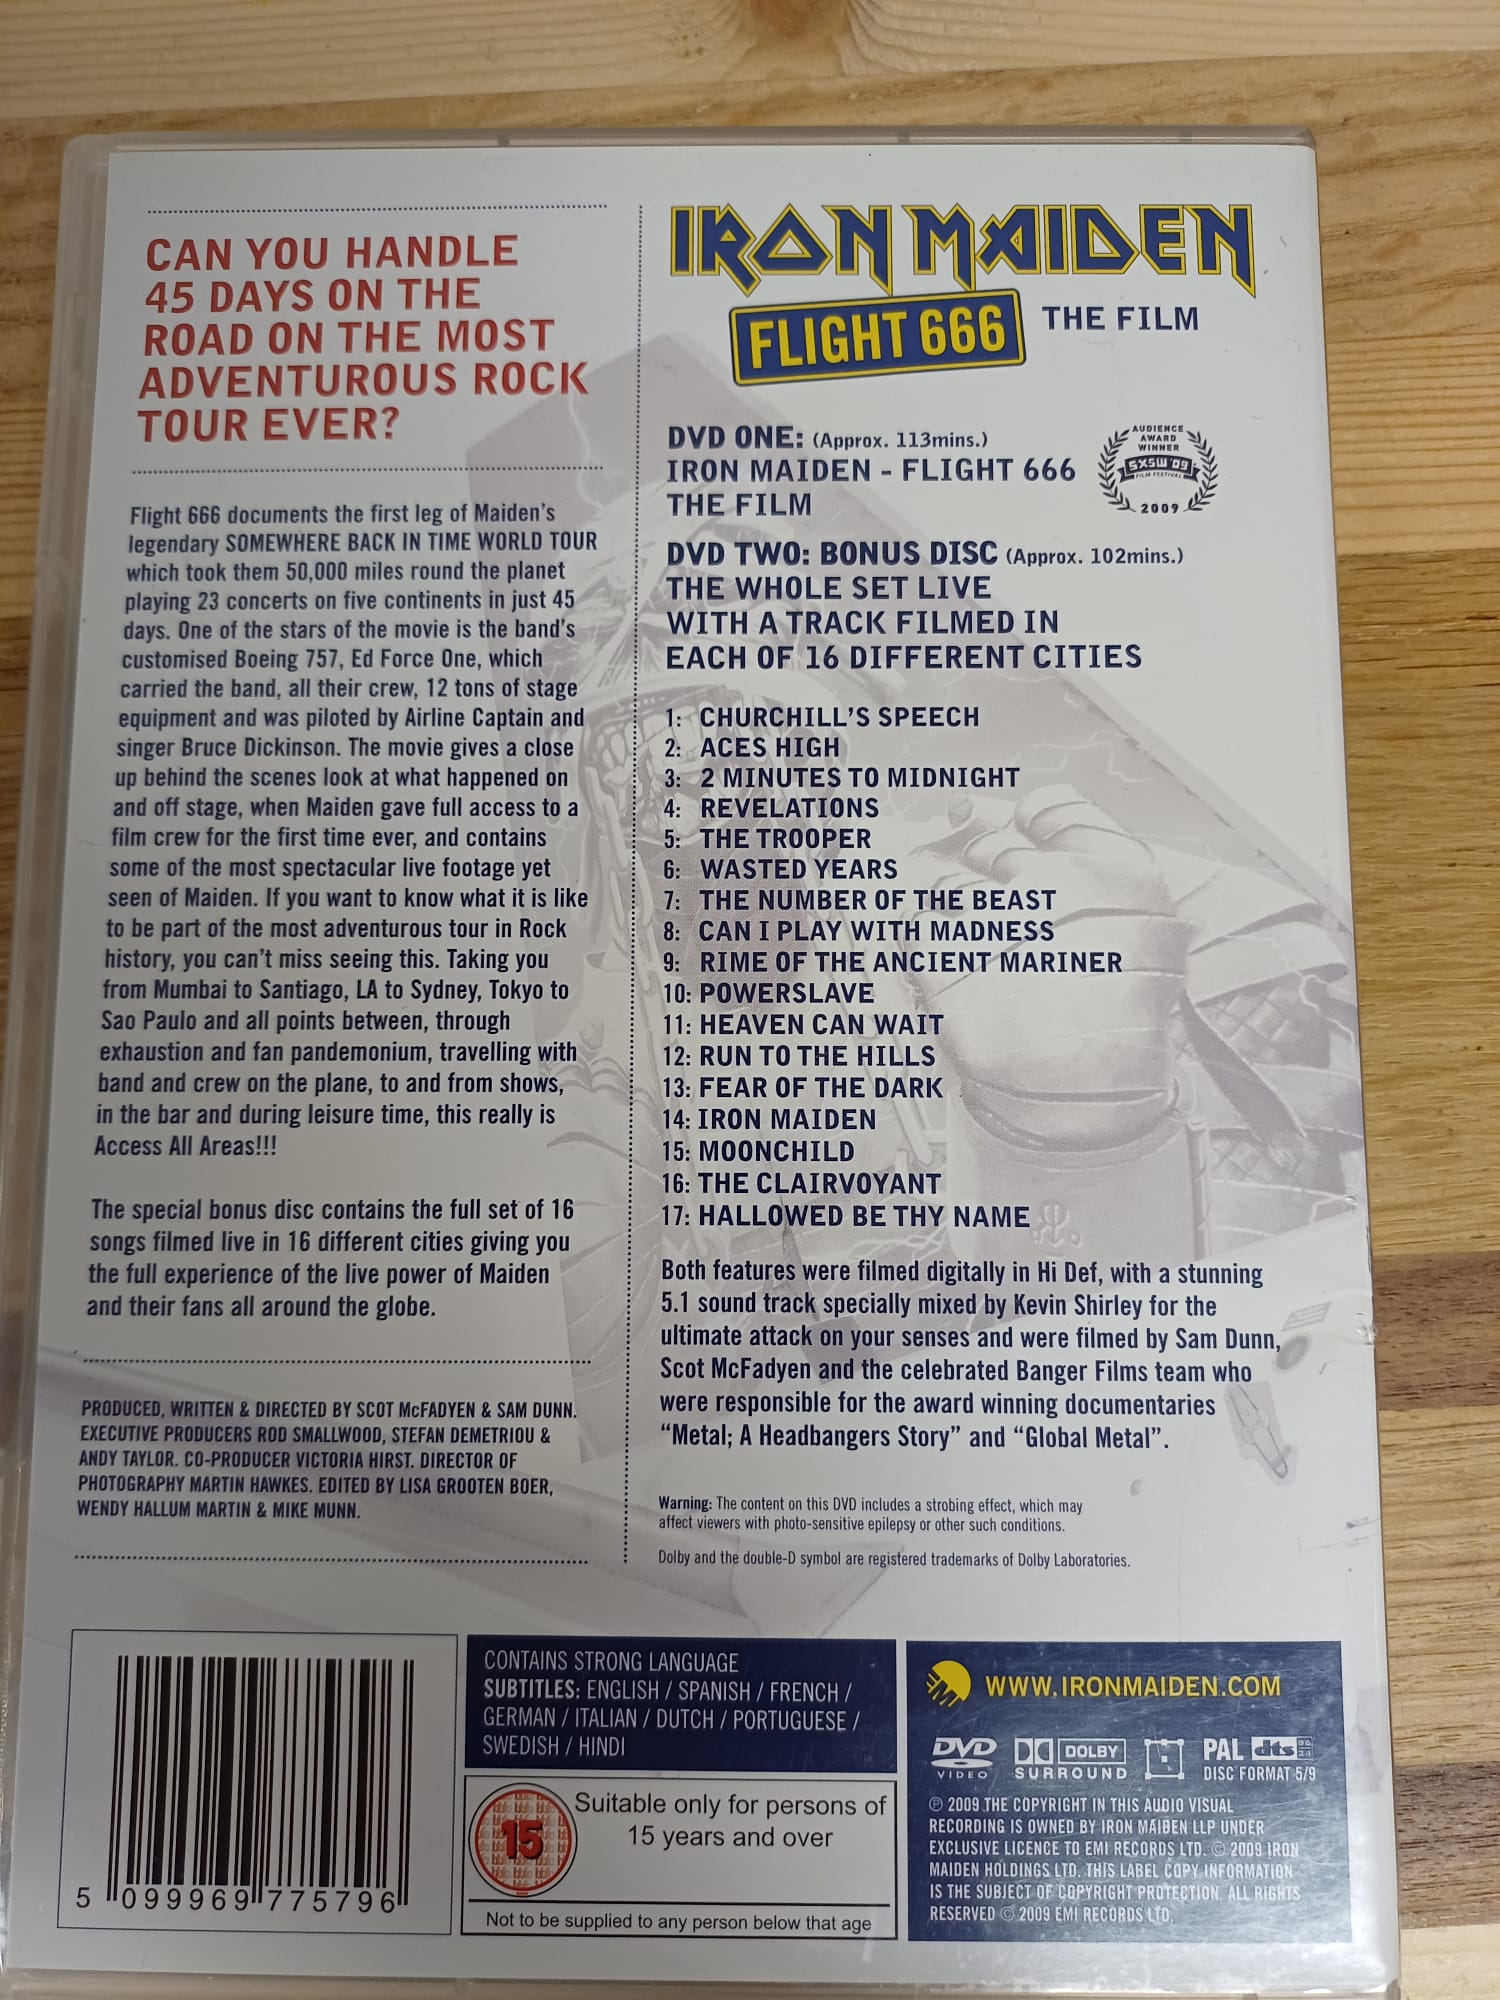 CAN YOU HANDLE
45 DAYS ON THE
ROAD ON THE MOST
ADVENTUROUS ROCK
TOUR EVER?
Flight 666 documents the first leg of Maiden's
legendary SOMEWHERE BACK IN TIME WORLD TOUR
which took them 50,000 miles round the planet
playing 23 concerts on five continents in just 45
days. One of the stars of the movie is the band's
customised Boeing 757, Ed Force One, which
carried the band, all their crew, 12 tons of stage
equipment and was piloted by Airline Captain and
singer Bruce Dickinson. The movie gives a close
up behind the scenes look at what happened on
and off stage, when Maiden gave full access to a
film crew for the first time ever, and contains
some of the most spectacular live footage yet
seen of Maiden. If you want to know what it is like
to be part of the most adventurous tour in Rock
history, you can't miss seeing this. Taking you
from Mumbai to Santiago, LA to Sydney, Tokyo to
Sao Paulo and all points between, through
exhaustion and fan pandemonium, travelling with
band and crew on the plane, to and from shows,
in the bar and during leisure time, this really is
Access All Areas!!!
The special bonus disc contains the full set of 16
songs filmed live in 16 different cities giving you
the full experience of the live power of Maiden
and their fans all around the globe.
PRODUCED, WRITTEN & DIRECTED BY SCOT McFADYEN & SAM DUNN.
EXECUTIVE PRODUCERS ROD SMALLWOOD, STEFAN DEMETRIOU &
ANDY TAYLOR. CO-PRODUCER VICTORIA HIRST. DIRECTOR OF
PHOTOGRAPHY MARTIN HAWKES. EDITED BY LISA GROOTEN BOER,
WENDY HALLUM MARTIN & MIKE MUNN.
IRON MAIDEN
FLIGHT 666 THE FILM
DVD ONE: (Approx. 113mins.)
IRON MAIDEN - FLIGHT 666
THE FILM
AUDIENCE
AWARD
WINNER
SXSW '09
FILM FESTIVAL
2009
DVD TWO: BONUS DISC (Approx. 102mins.)
THE WHOLE SET LIVE
WITH A TRACK FILMED IN
EACH OF 16 DIFFERENT CITIES
1: CHURCHILL'S SPEECH
2: ACES HIGH
3: 2 MINUTES TO MIDNIGHT
4: REVELATIONS
5: THE TROOPER
6: WASTED YEARS
7: THE NUMBER OF THE BEAST
8: CAN I PLAY WITH MADNESS
9: RIME OF THE ANCIENT MARINER
10: POWERSLAVE
11: HEAVEN CAN WAIT
12: RUN TO THE HILLS
13: FEAR OF THE DARK
14: IRON MAIDEN
15: MOONCHILD
16: THE CLAIRVOYANT
17: HALLOWED BE THY NAME
Both features were filmed digitally in Hi Def, with a stunning
5.1 sound track specially mixed by Kevin Shirley for the
ultimate attack on your senses and were filmed by Sam Dunn,
Scot McFadyen and the celebrated Banger Films team who
were responsible for the award winning documentaries
"Metal; A Headbangers Story" and "Global Metal".
Warning: The content on this DVD includes a strobing effect, which may
affect viewers with photo-sensitive epilepsy or other such conditions.
Dolby and the double-D symbol are registered trademarks of Dolby Laboratories.
5 099969 775796
CONTAINS STRONG LANGUAGE
SUBTITLES: ENGLISH / SPANISH / FRENCH /
GERMAN / ITALIAN / DUTCH / PORTUGUESE /
SWEDISH / HINDI
15
Suitable only for persons of
15 years and over
Not to be supplied to any person below that age
WWW.IRONMAIDEN.COM
DVD
VIDEO
DOLBY
SURROUND
PAL dts 96 24
DISC FORMAT 5/9
℗ 2009 THE COPYRIGHT IN THIS AUDIO VISUAL
RECORDING IS OWNED BY IRON MAIDEN LLP UNDER
EXCLUSIVE LICENCE TO EMI RECORDS LTD. © 2009 IRON
MAIDEN HOLDINGS LTD. THIS LABEL COPY INFORMATION
IS THE SUBJECT OF COPYRIGHT PROTECTION. ALL RIGHTS
RESERVED © 2009 EMI RECORDS LTD.